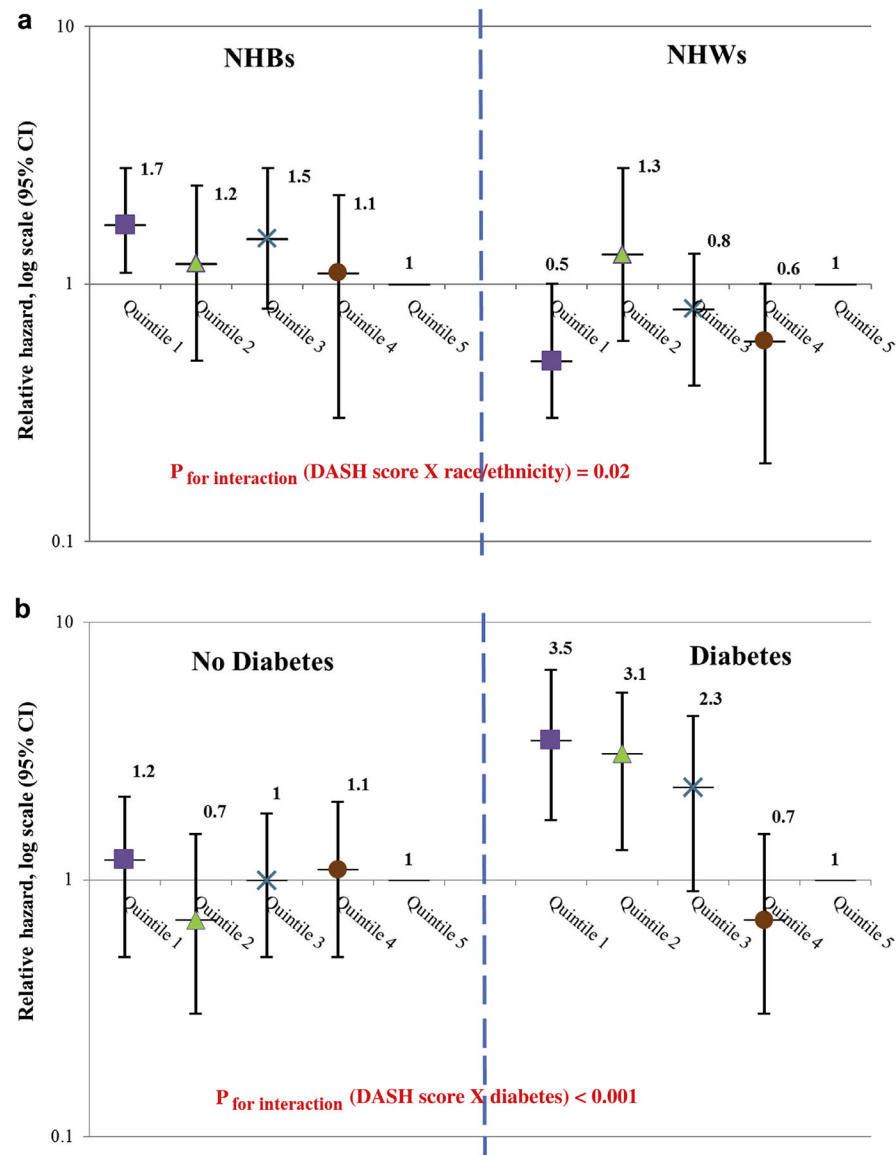 a
10
NHBs
NHWs
1.7
1.2
1.5
1.1
1
0.5
1.3
0.8
0.6
1
1
Quintile 1
Quintile 2
Quintile 3
Quintile 4
Quintile 5
Quintile 1
Quintile 2
Quintile 3
Quintile 4
Quintile 5
Relative hazard, log scale (95% CI)
P for interaction (DASH score X race/ethnicity) = 0.02
0.1
b
10
No Diabetes
Diabetes
1.2
0.7
1
1.1
1
3.5
3.1
2.3
0.7
1
1
Quintile 1
Quintile 2
Quintile 3
Quintile 4
Quintile 5
Quintile 1
Quintile 2
Quintile 3
Quintile 4
Quintile 5
Relative hazard, log scale (95% CI)
P for interaction (DASH score X diabetes) < 0.001
0.1